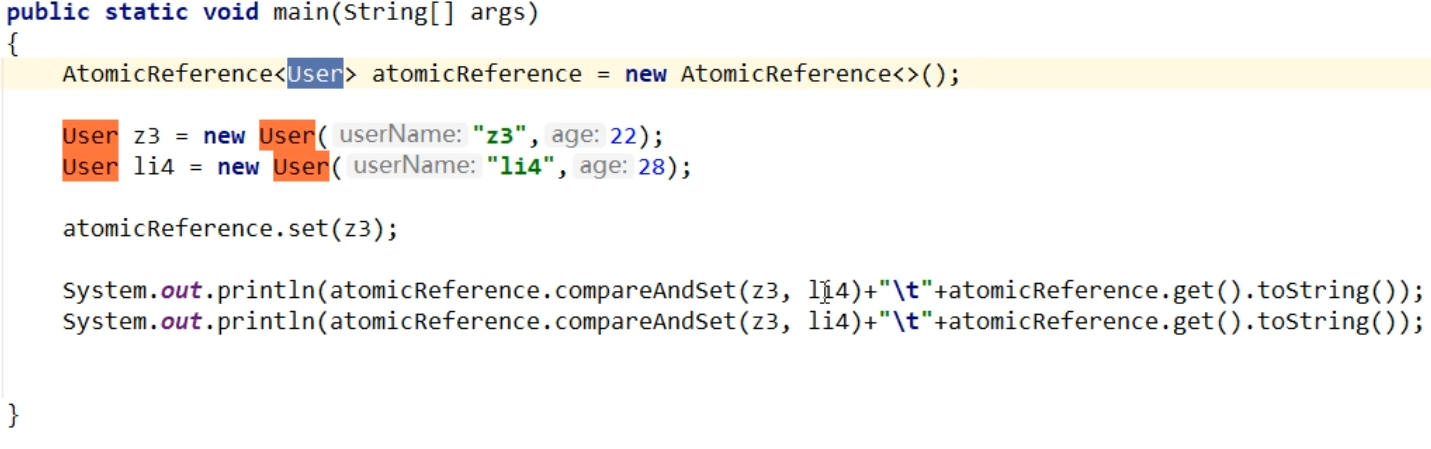 public static void main(String[] args)
{
AtomicReference<User> atomicReference = new AtomicReference<>();
User z3 = new User( userName: "z3", age: 22);
User li4 = new User( userName: "li4", age: 28);
atomicReference.set(z3);
System.out.println(atomicReference.compareAndSet(z3, li4)+"\t"+atomicReference.get().toString());
System.out.println(atomicReference.compareAndSet(z3, li4)+"\t"+atomicReference.get().toString());
}